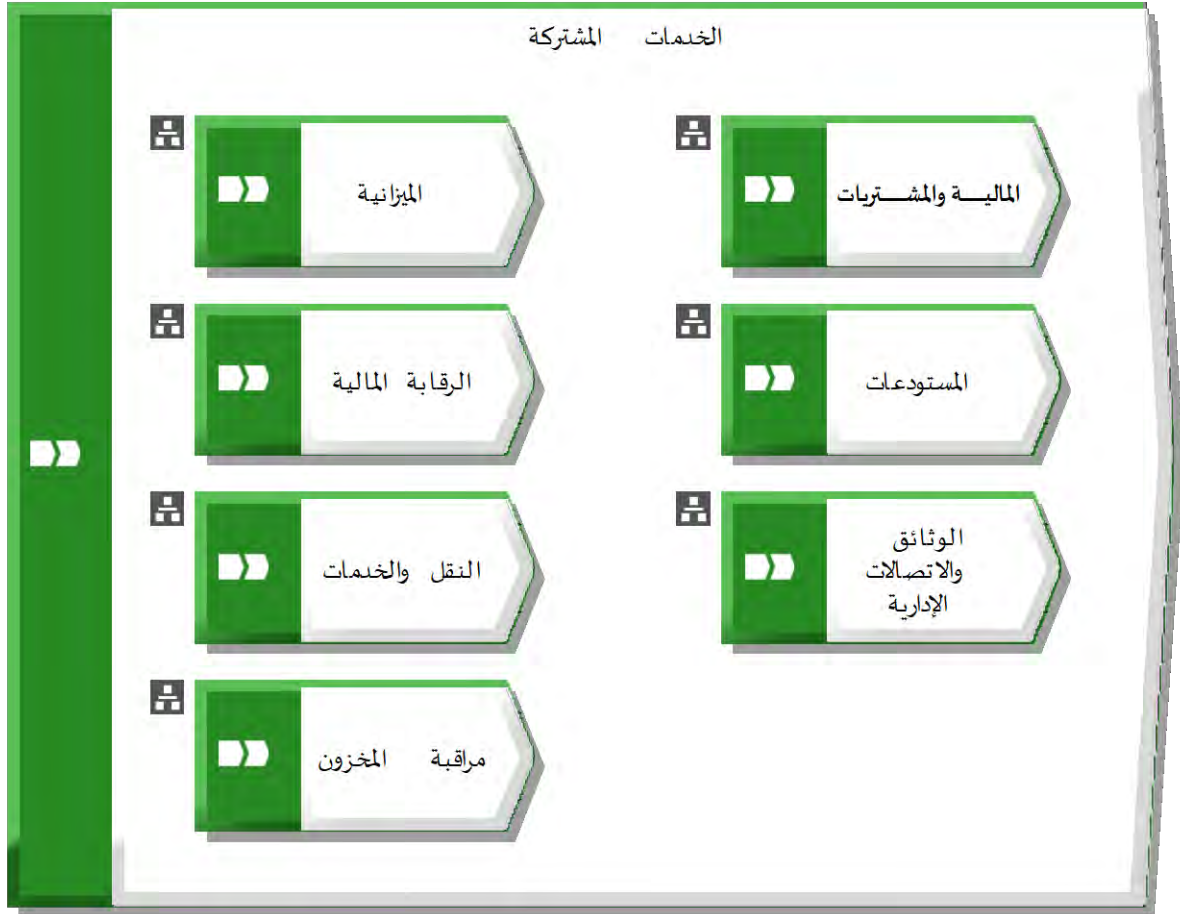 الخدمات المشتركة
المالية والمشتريات
الميزانية
المستودعات
الرقابة المالية
الوثائق
والاتصالات
الإدارية
النقل والخدمات
مراقبة المخزون